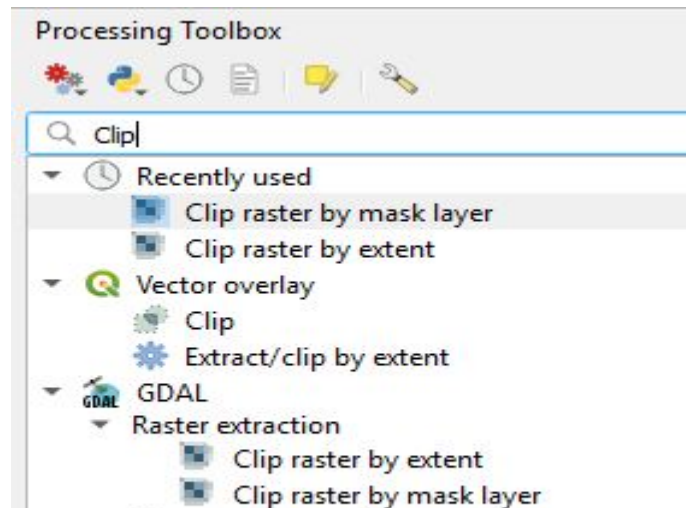 Processing Toolbox
Clip
Recently used
Clip raster by mask layer
Clip raster by extent
Vector overlay
Clip
Extract/clip by extent
GDAL GDAL
Raster extraction
Clip raster by extent
Clip raster by mask layer